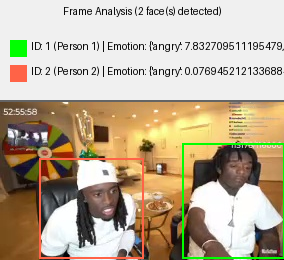 Frame Analysis (2 face(s) detected)
ID: 1 (Person 1) | Emotion: {'angry': 7.832709511195479,
ID: 2 (Person 2) | Emotion: {'angry': 0.076945212133688
52:55:58